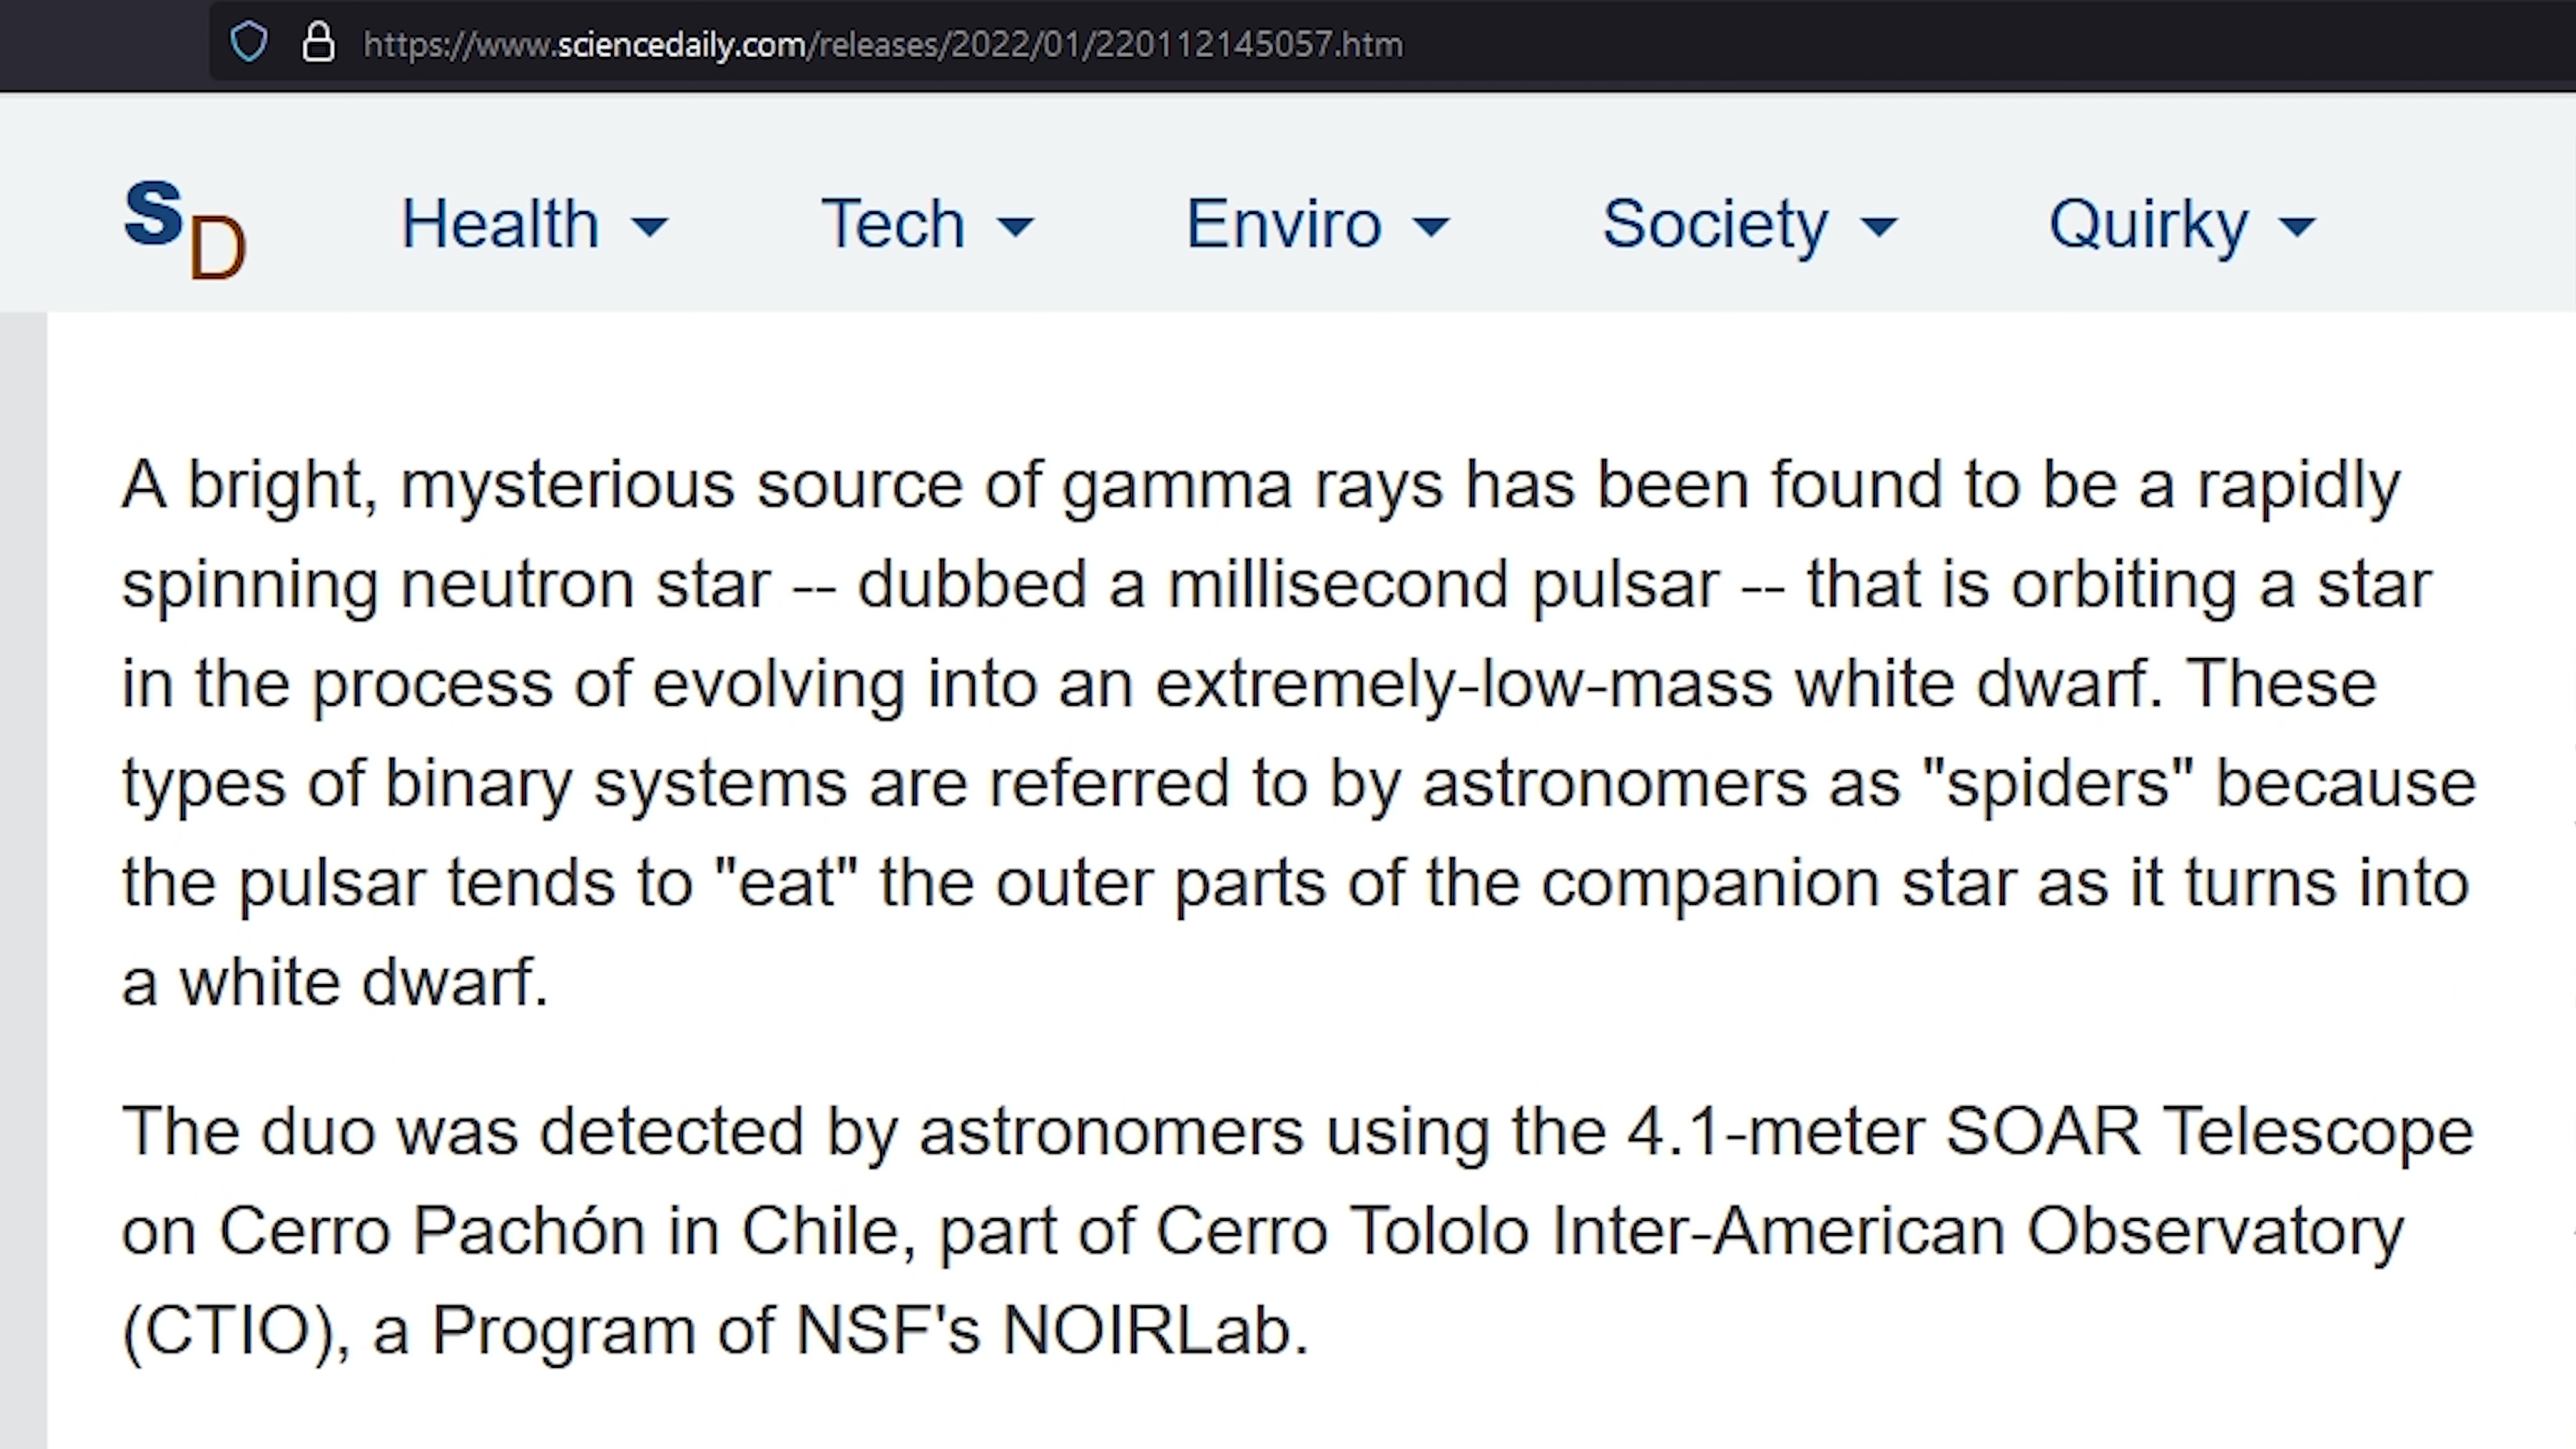 https://www.sciencedaily.com/releases/2022/01/220112145057.htm
SD Health Tech Enviro Society Quirky
A bright, mysterious source of gamma rays has been found to be a rapidly
spinning neutron star -- dubbed a millisecond pulsar -- that is orbiting a star
in the process of evolving into an extremely-low-mass white dwarf. These
types of binary systems are referred to by astronomers as "spiders" because
the pulsar tends to "eat" the outer parts of the companion star as it turns into
a white dwarf.
The duo was detected by astronomers using the 4.1-meter SOAR Telescope
on Cerro Pachón in Chile, part of Cerro Tololo Inter-American Observatory
(CTIO), a Program of NSF's NOIRLab.